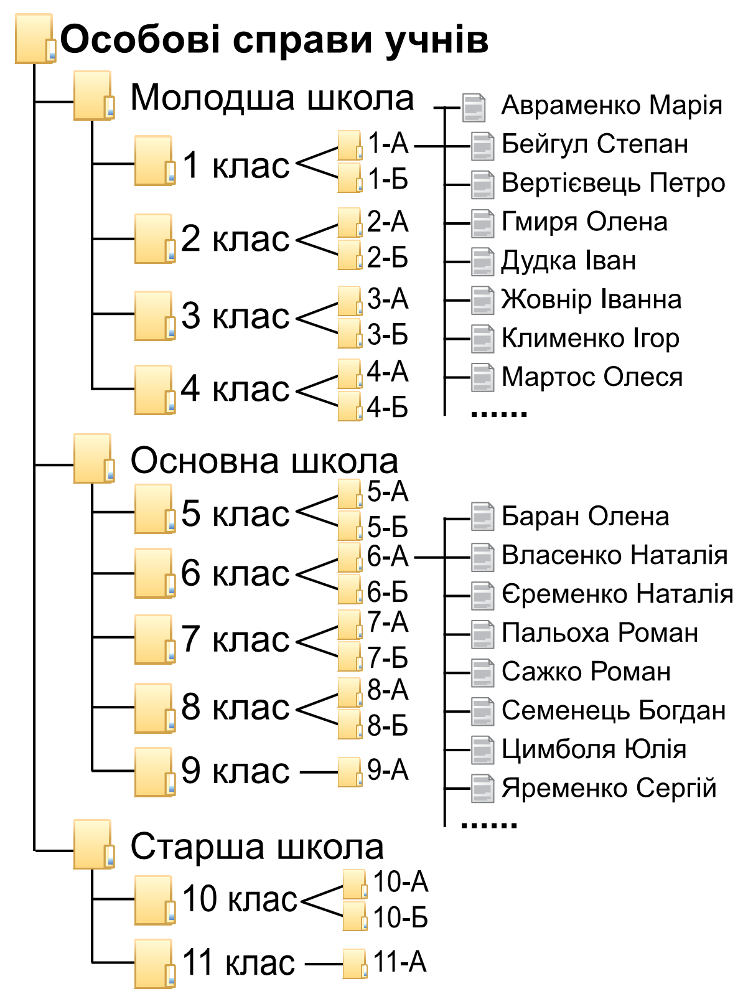 Особові справи учнів
Молодша школа
1 клас
1-А
1-Б
2 клас
2-А
2-Б
3 клас
3-А
3-Б
4 клас
4-А
4-Б
Авраменко Марія
Бейгул Степан
Вертієвець Петро
Гмиря Олена
Дудка Іван
Жовнір Іванна
Клименко Ігор
Мартос Олеся
......
Основна школа
5 клас
5-А
5-Б
6 клас
6-А
6-Б
7 клас
7-А
7-Б
8 клас
8-А
8-Б
9 клас
9-А
Баран Олена
Власенко Наталія
Єременко Наталія
Пальоха Роман
Сажко Роман
Семенець Богдан
Цимболя Юлія
Яременко Сергій
......
Старша школа
10 клас
10-А
10-Б
11 клас
11-А